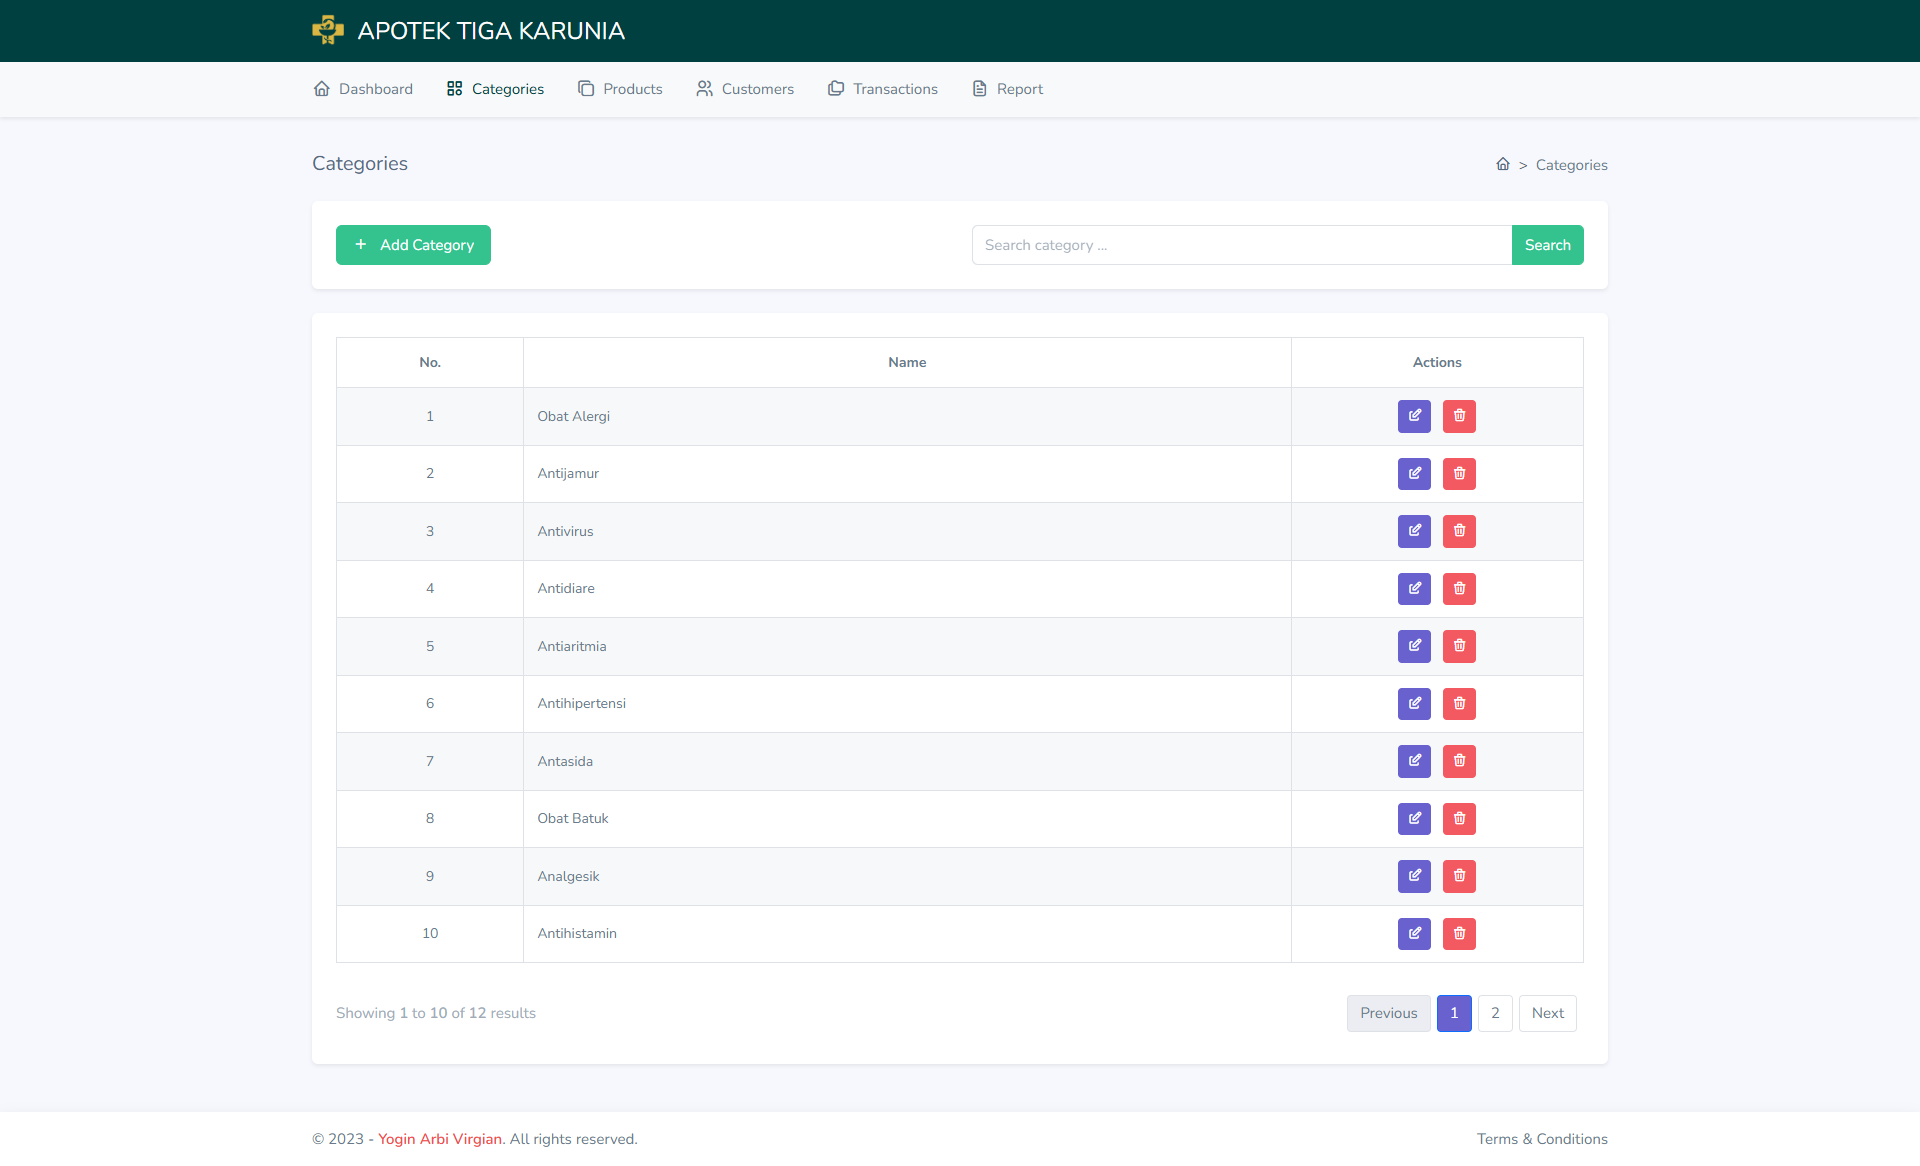 APOTEK TIGA KARUNIA
Dashboard Categories Products Customers Transactions Report
Categories
> Categories
+ Add Category
Search category ... Search
No. Name Actions
1 Obat Alergi
2 Antijamur
3 Antivirus
4 Antidiare
5 Antiaritmia
6 Antihipertensi
7 Antasida
8 Obat Batuk
9 Analgesik
10 Antihistamin
Showing 1 to 10 of 12 results Previous 1 2 Next
© 2023 - Yogin Arbi Virgian. All rights reserved. Terms & Conditions